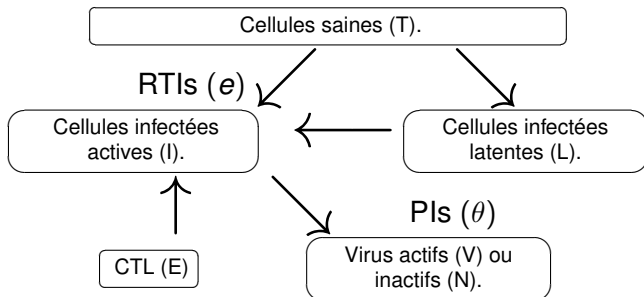 Cellules saines (T).
RTIs (e)
Cellules infectées
actives (I).
Cellules infectées
latentes (L).
PIs (θ)
CTL (E)
Virus actifs (V) ou
inactifs (N).